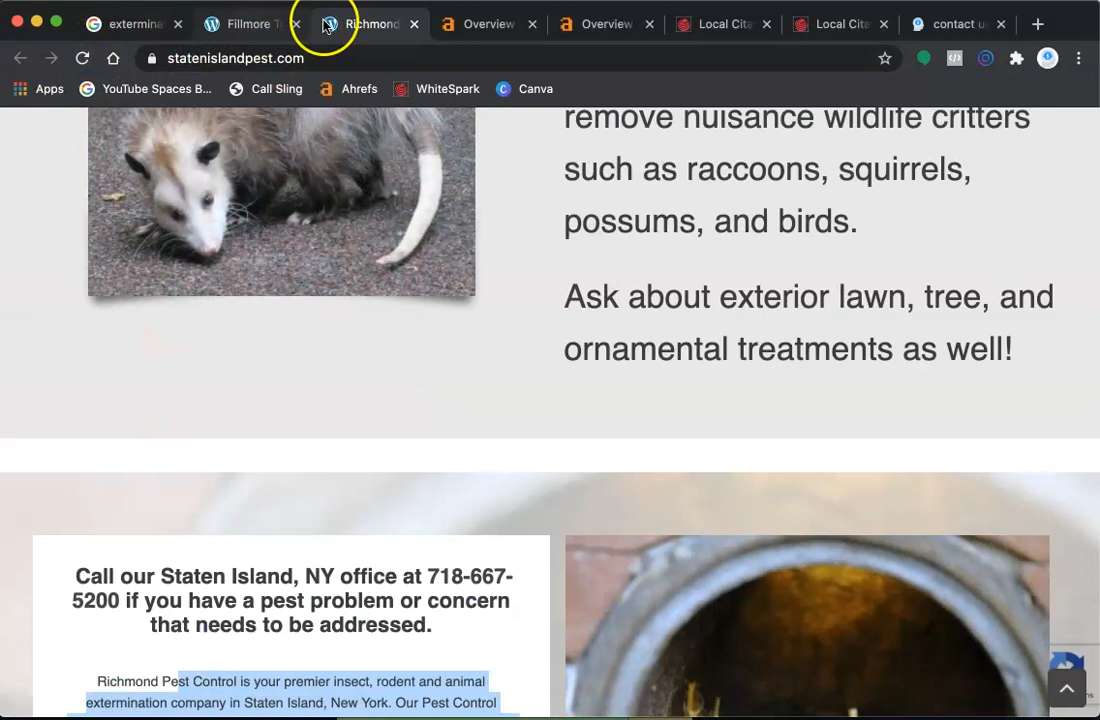 extermina
Fillmore T
Richmond
Overview
Overview
Local Cita
Local Cita
contact u
statenislandpest.com
Apps
YouTube Spaces B...
Call Sling
Ahrefs
WhiteSpark
Canva
remove nuisance wildlife critters
such as raccoons, squirrels,
possums, and birds.
Ask about exterior lawn, tree, and
ornamental treatments as well!
Call our Staten Island, NY office at 718-667-
5200 if you have a pest problem or concern
that needs to be addressed.
Richmond Pest Control is your premier insect, rodent and animal
extermination company in Staten Island, New York. Our Pest Control